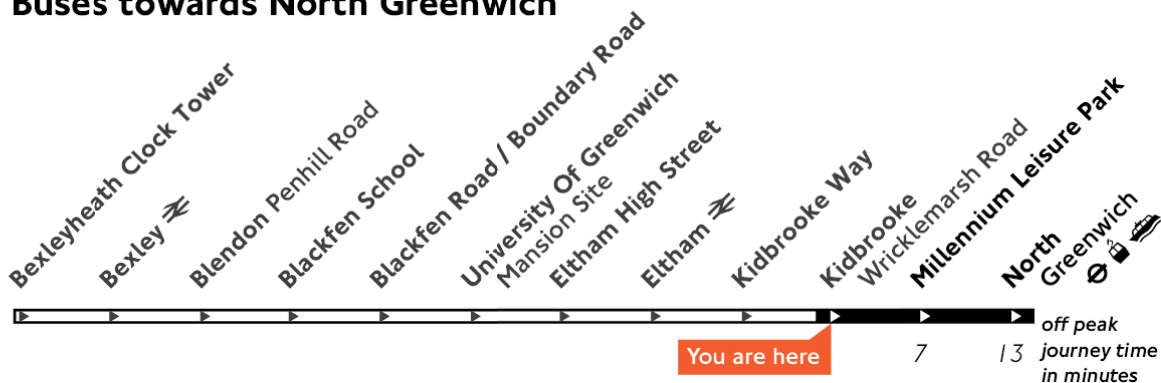 Buses towards North Greenwich
Bexleyheath Clock Tower
Bexley
Blendon Penhill Road
Blackfen School
Blackfen Road / Boundary Road
University Of Greenwich
Mansion Site
Eltham High Street
Eltham
Kidbrooke Way
Kidbrooke
Wricklemarsh Road
Millennium Leisure Park
North
Greenwich
You are here
7
13
off peak
journey time
in minutes